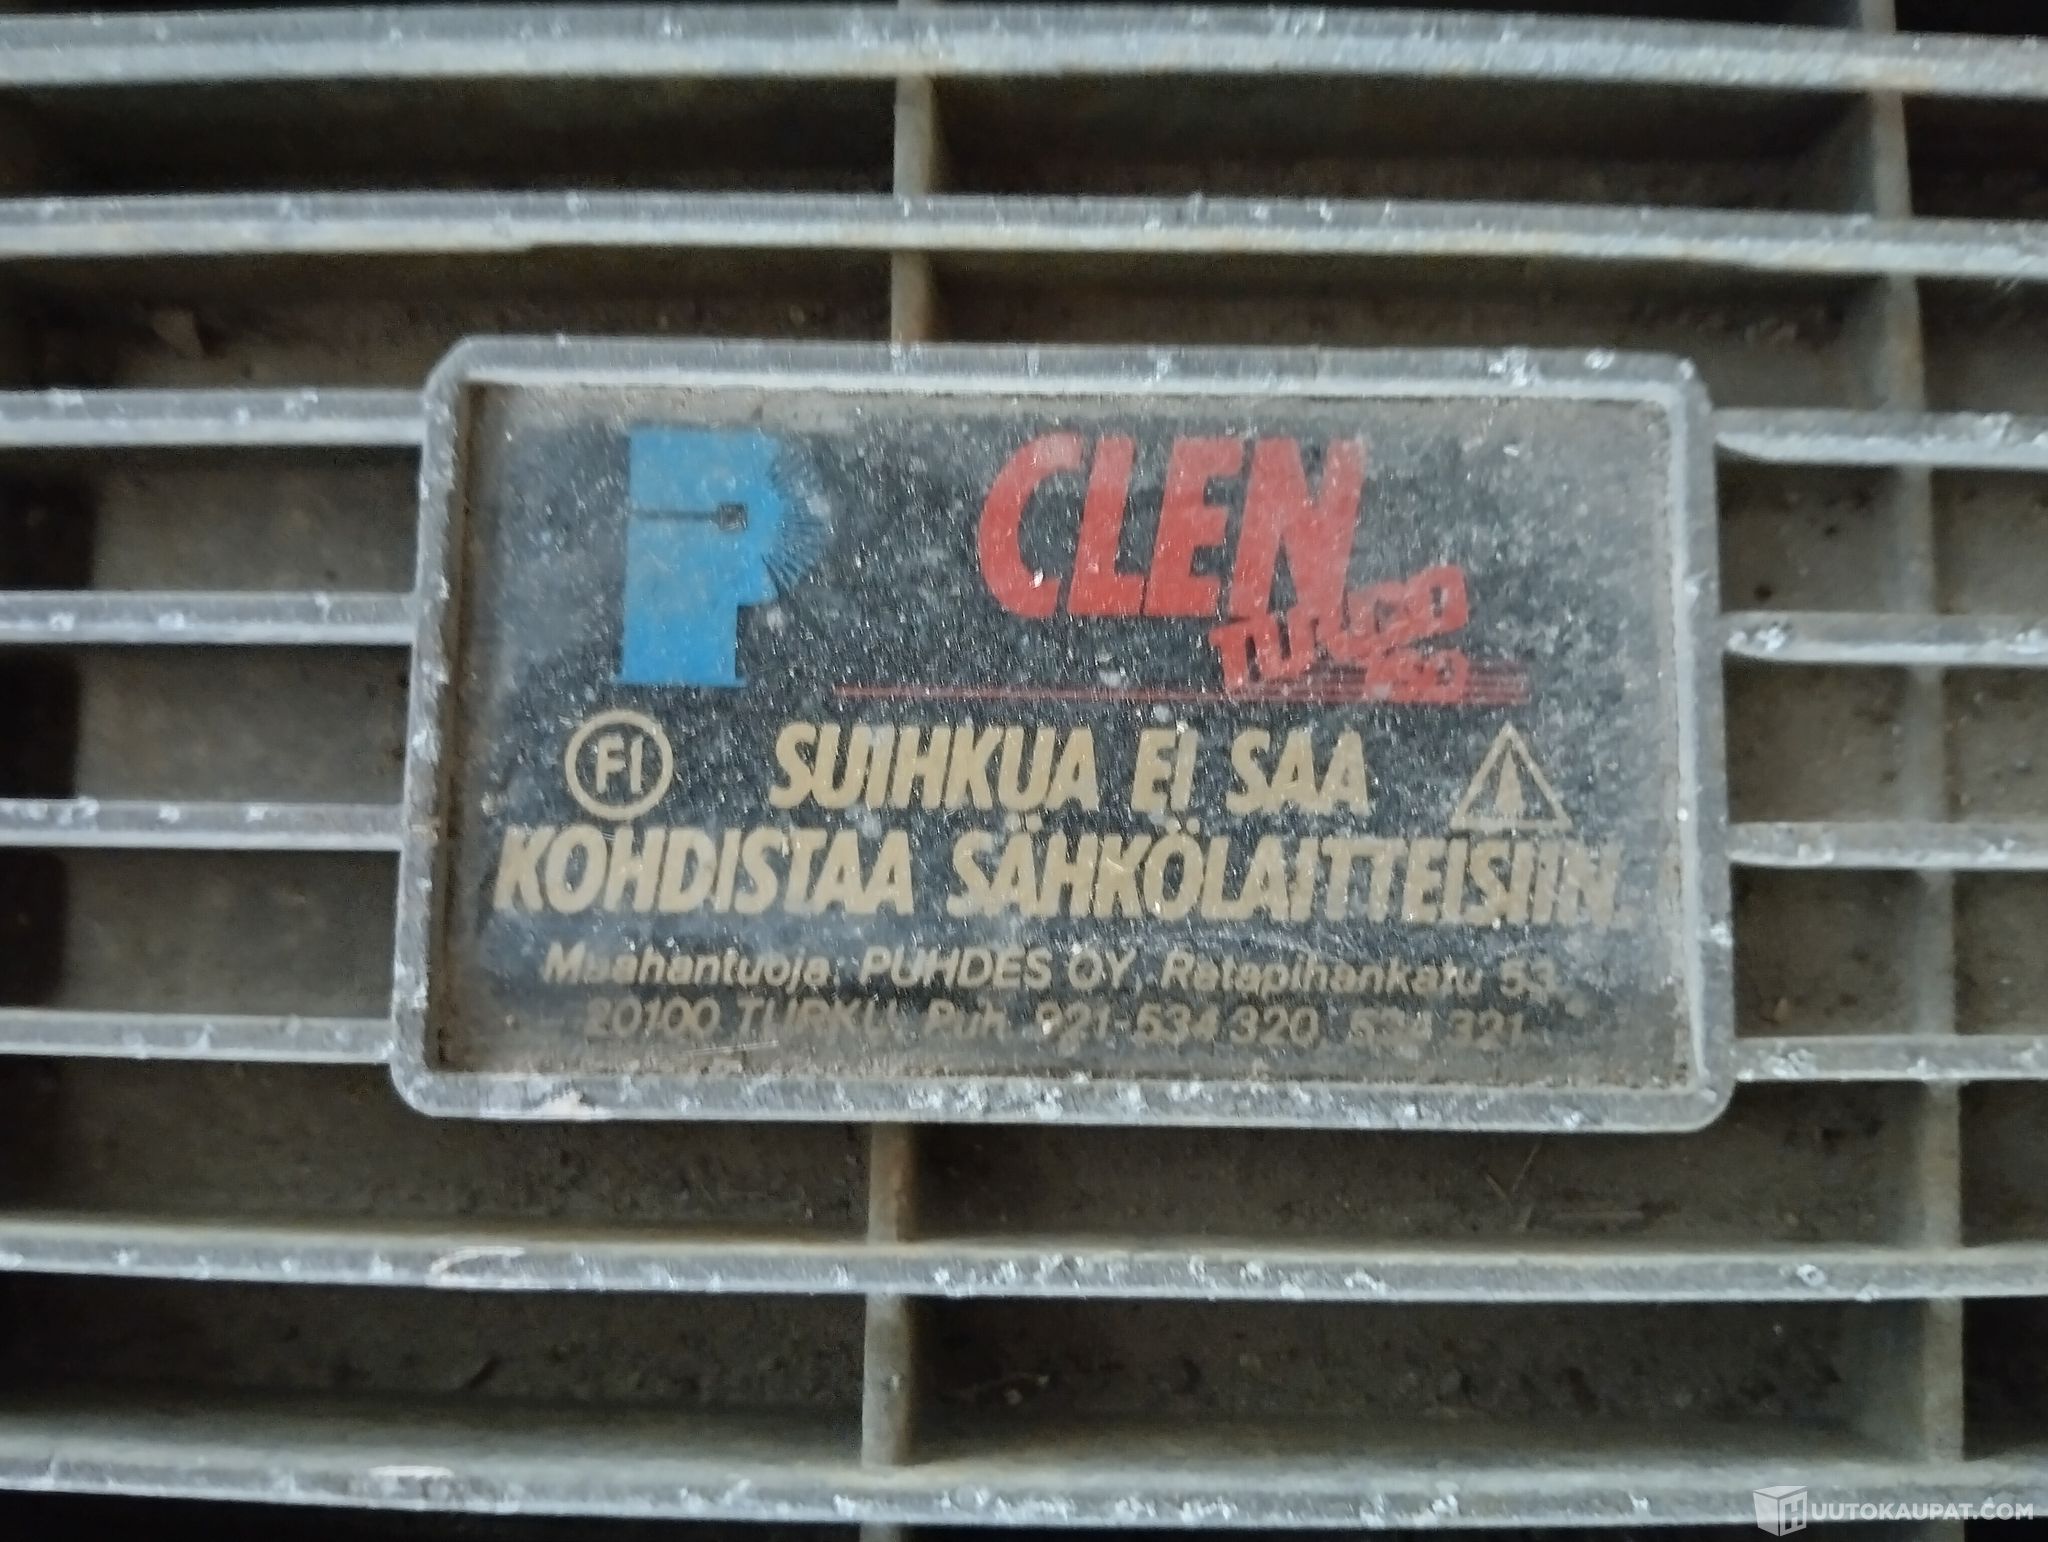 P CLEN
TURBO
FI SUIHKUA EI SAA
KOHDISTAA SÄHKÖLAITTEISIIN.
Maahantuoja: PUHDES OY, Ratapihankatu 53,
20100 TURKU, Puh. 921-534 320, 534 321
HUUTOKAUPAT.COM